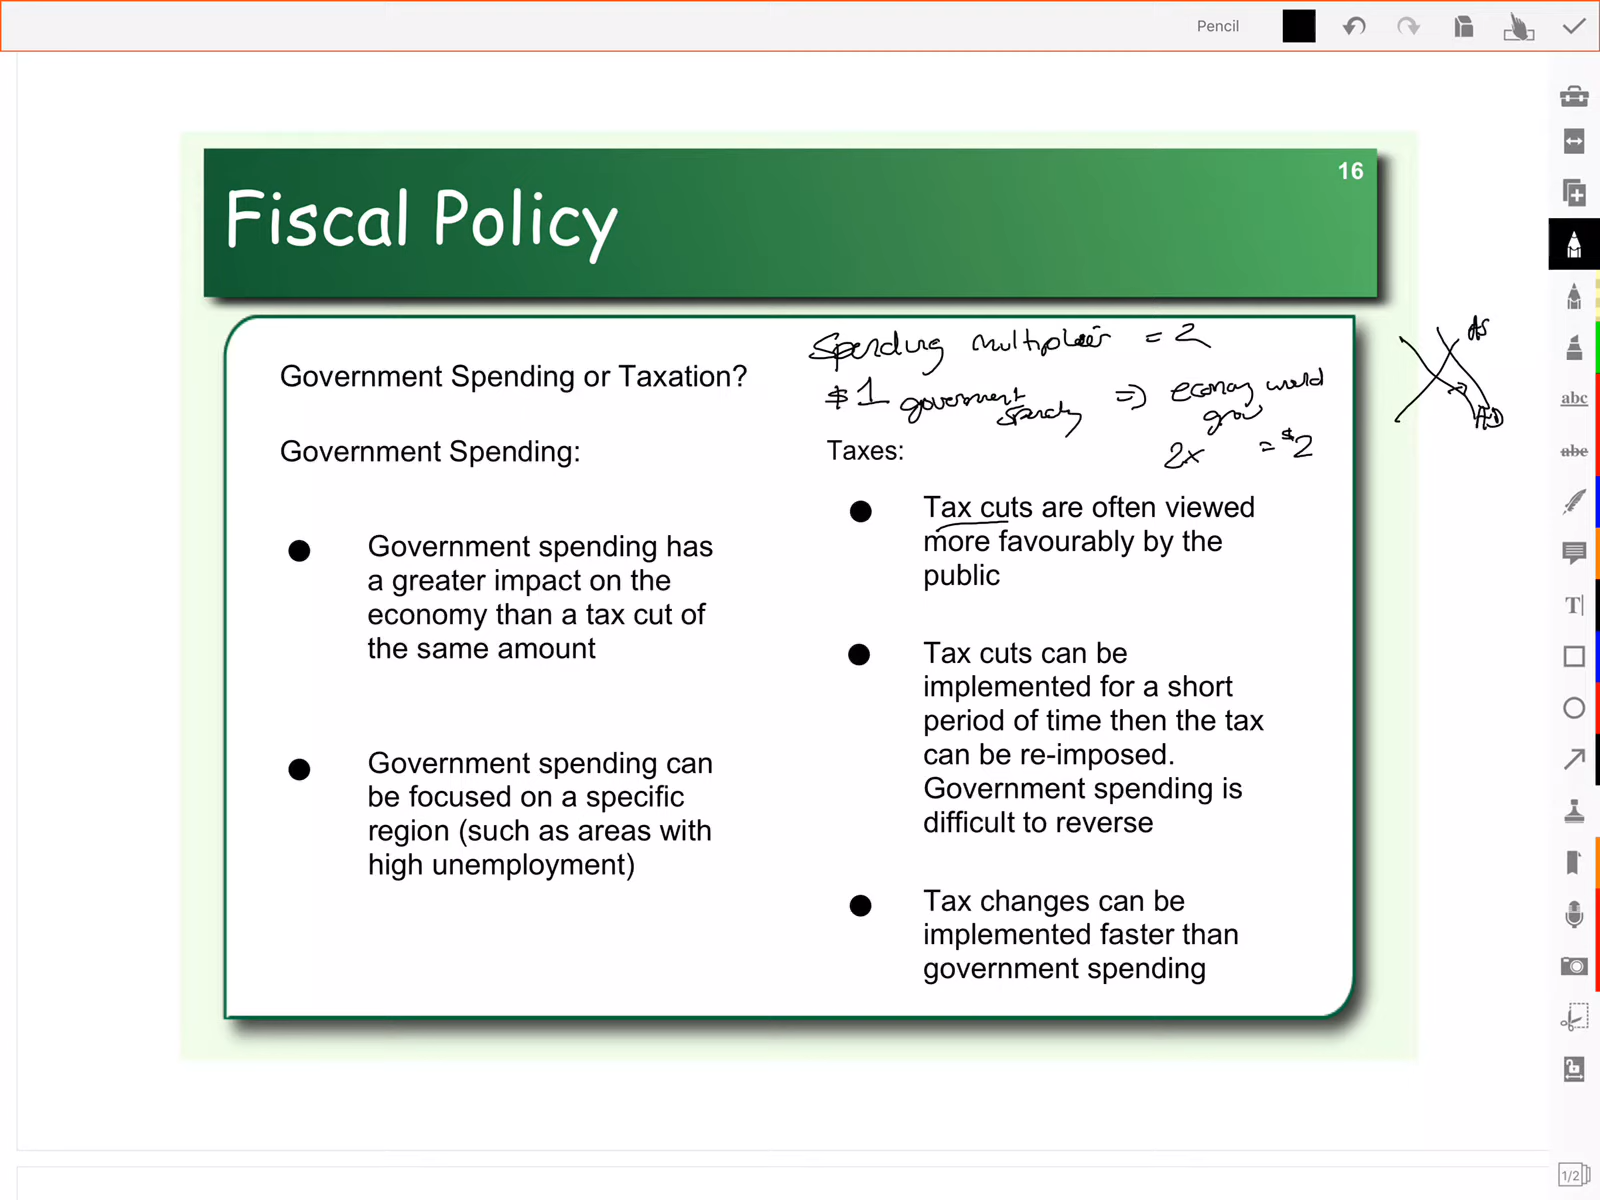 Pencil
16
Fiscal Policy
Spending multiplier = 2
$1 government spending => economy would grow
2x = $2
AS
AD
Government Spending or Taxation?
Government Spending:
Government spending has
a greater impact on the
economy than a tax cut of
the same amount
Government spending can
be focused on a specific
region (such as areas with
high unemployment)
Taxes:
Tax cuts are often viewed
more favourably by the
public
Tax cuts can be
implemented for a short
period of time then the tax
can be re-imposed.
Government spending is
difficult to reverse
Tax changes can be
implemented faster than
government spending
abc
abc
T
1/2